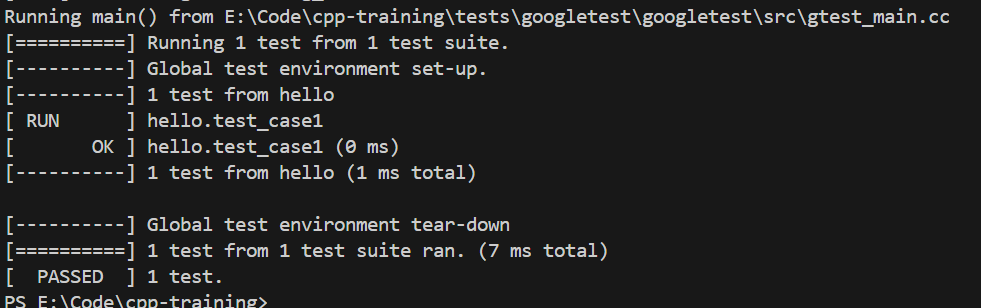 Running main() from E:\Code\cpp-training\tests\googletest\googletest\src\gtest_main.cc
[==========] Running 1 test from 1 test suite.
[----------] Global test environment set-up.
[----------] 1 test from hello
[ RUN      ] hello.test_case1
[       OK ] hello.test_case1 (0 ms)
[----------] 1 test from hello (1 ms total)

[----------] Global test environment tear-down
[==========] 1 test from 1 test suite ran. (7 ms total)
[  PASSED  ] 1 test.
PS E:\Code\cpp-training>